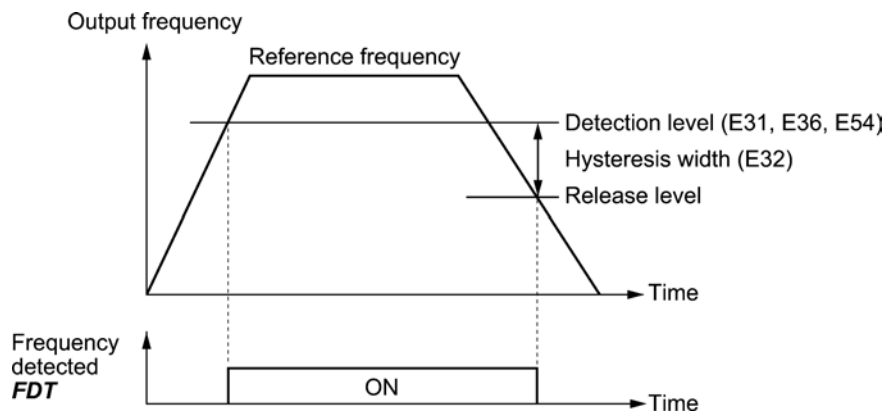 Output frequency
Reference frequency
Detection level (E31, E36, E54)
Hysteresis width (E32)
Release level
Time
Frequency
detected
FDT
ON
Time